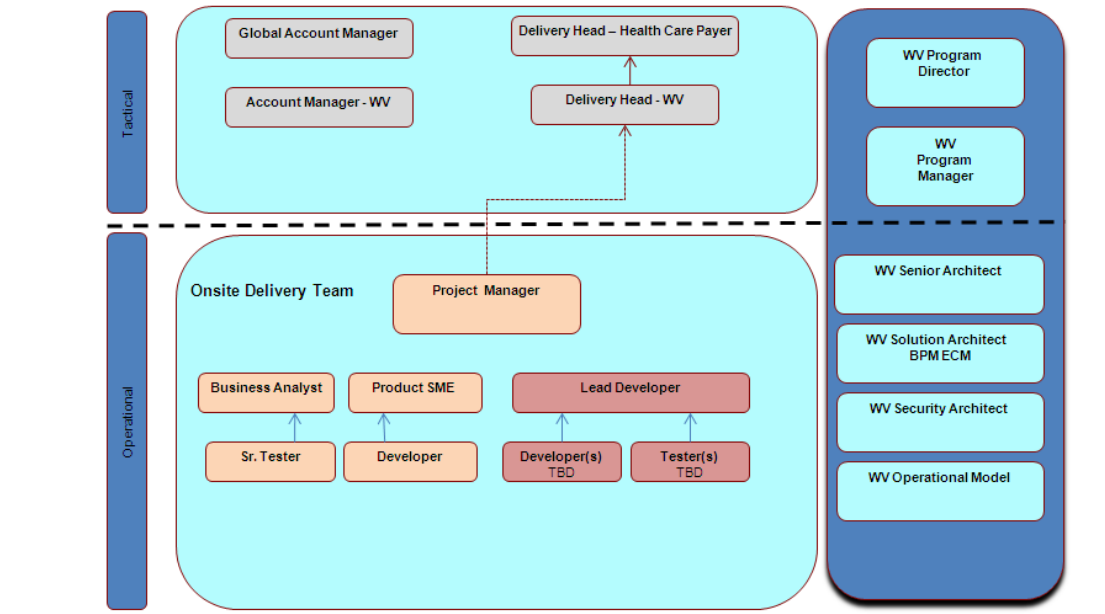 Tactical
Global Account Manager
Delivery Head – Health Care Payer
Account Manager - WV
Delivery Head - WV
WV Program
Director
WV
Program
Manager
Operational
Onsite Delivery Team
Project Manager
Business Analyst
Product SME
Lead Developer
Sr. Tester
Developer
Developer(s)
TBD
Tester(s)
TBD
WV Senior Architect
WV Solution Architect
BPM ECM
WV Security Architect
WV Operational Model